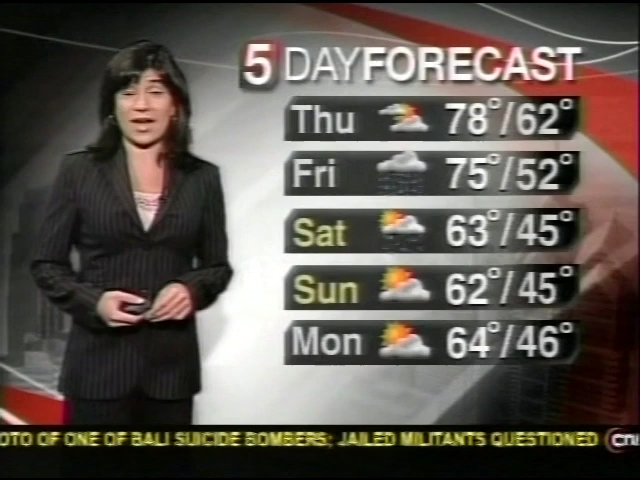 5 DAYFORECAST
Thu 78°/62°
Fri 75°/52°
Sat 63°/45°
Sun 62°/45°
Mon 64°/46°
OTO OF ONE OF BALI SUICIDE BOMBERS; JAILED MILITANTS QUESTIONED